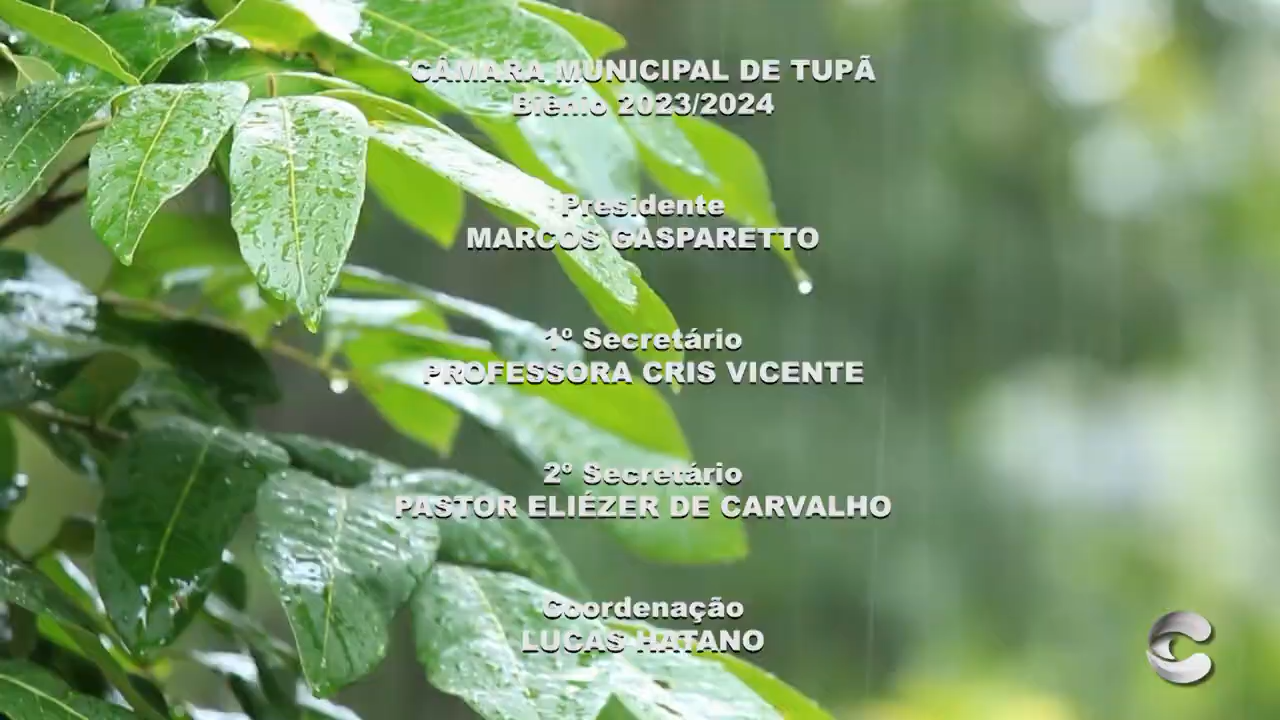 CÂMARA MUNICIPAL DE TUPÃ
Biênio 2023/2024
Presidente
MARCOS GASPARETTO
1º Secretário
PROFESSORA CRIS VICENTE
2º Secretário
PASTOR ELIÉZER DE CARVALHO
Coordenação
LUCAS HATANO